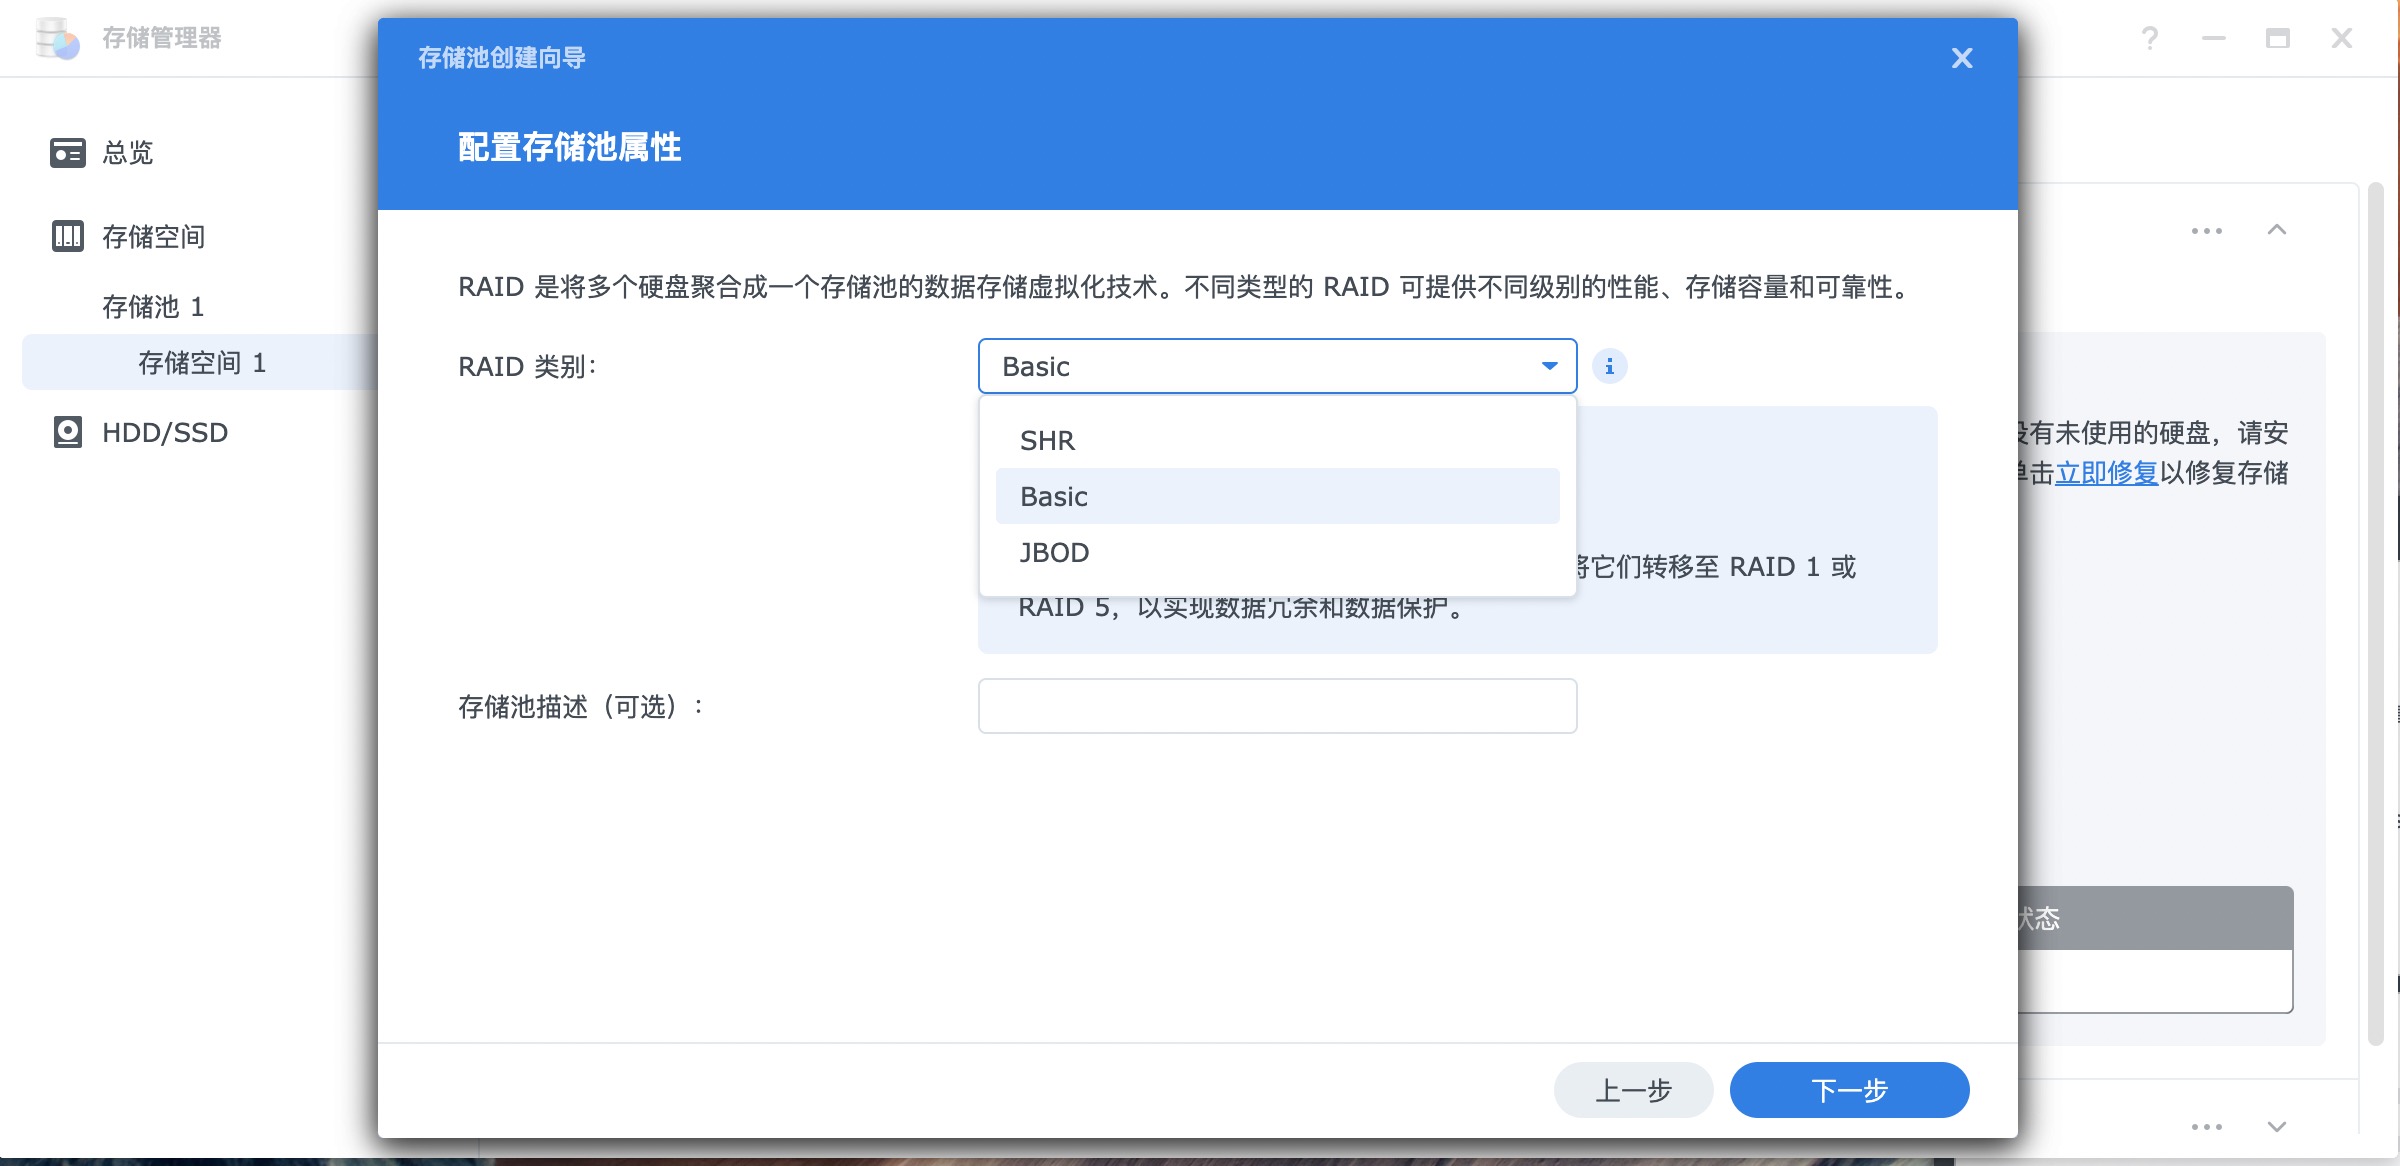 存储管理器
存储池创建向导
配置存储池属性
总览
存储空间
存储池 1
存储空间 1
HDD/SSD
RAID 是将多个硬盘聚合成一个存储池的数据存储虚拟化技术。不同类型的 RAID 可提供不同级别的性能、存储容量和可靠性。
RAID 类别：
Basic
SHR
Basic
JBOD
将它们转移至 RAID 1 或
RAID 5，以实现数据冗余和数据保护。
存储池描述（可选）：
上一步
下一步
没有未使用的硬盘，请安
单击立即修复以修复存储
状态